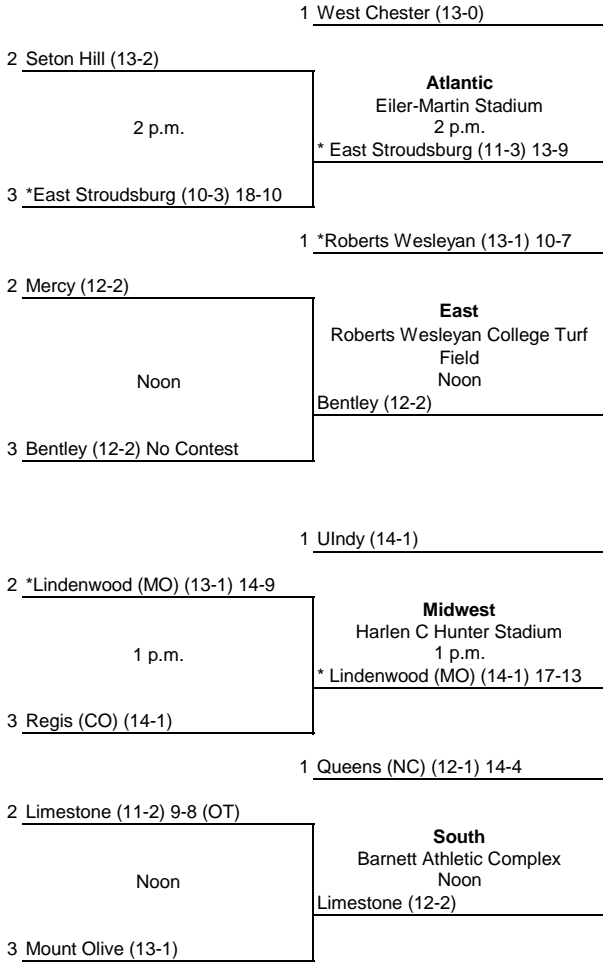 1 West Chester (13-0)
2 Seton Hill (13-2)
Atlantic
Eiler-Martin Stadium
2 p.m.
2 p.m.
* East Stroudsburg (11-3) 13-9
3 *East Stroudsburg (10-3) 18-10
1 *Roberts Wesleyan (13-1) 10-7
2 Mercy (12-2)
East
Roberts Wesleyan College Turf
Field
Noon
Noon
Bentley (12-2)
3 Bentley (12-2) No Contest
1 UIndy (14-1)
2 *Lindenwood (MO) (13-1) 14-9
Midwest
Harlen C Hunter Stadium
1 p.m.
1 p.m.
* Lindenwood (MO) (14-1) 17-13
3 Regis (CO) (14-1)
1 Queens (NC) (12-1) 14-4
2 Limestone (11-2) 9-8 (OT)
South
Barnett Athletic Complex
Noon
Noon
Limestone (12-2)
3 Mount Olive (13-1)